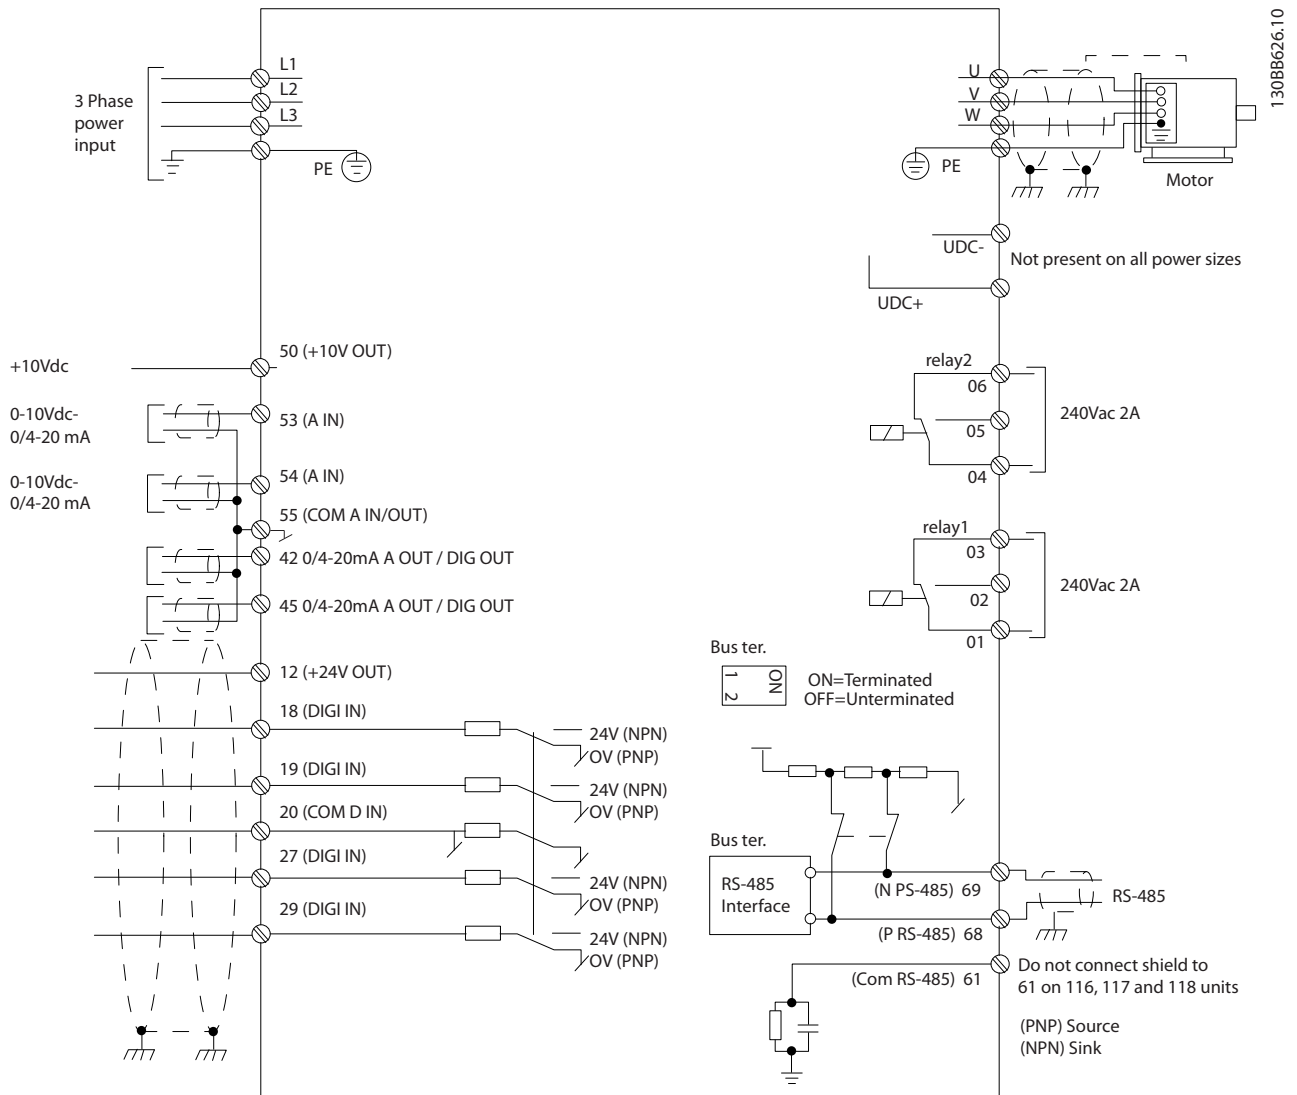 130BB626.10
L1
L2
L3
3 Phase
power
input
PE
U
V
W
PE
Motor
UDC-
Not present on all power sizes
UDC+
+10Vdc
50 (+10V OUT)
0-10Vdc-
0/4-20 mA
53 (A IN)
0-10Vdc-
0/4-20 mA
54 (A IN)
55 (COM A IN/OUT)
42 0/4-20mA A OUT / DIG OUT
45 0/4-20mA A OUT / DIG OUT
12 (+24V OUT)
18 (DIGI IN)
24V (NPN)
OV (PNP)
19 (DIGI IN)
24V (NPN)
OV (PNP)
20 (COM D IN)
27 (DIGI IN)
24V (NPN)
OV (PNP)
29 (DIGI IN)
24V (NPN)
OV (PNP)
relay2
06
05
04
240Vac 2A
relay1
03
02
01
240Vac 2A
Bus ter.
1
2
ON
ON=Terminated
OFF=Unterminated
Bus ter.
RS-485
Interface
(N PS-485) 69
RS-485
(P RS-485) 68
(Com RS-485) 61
Do not connect shield to
61 on 116, 117 and 118 units
(PNP) Source
(NPN) Sink